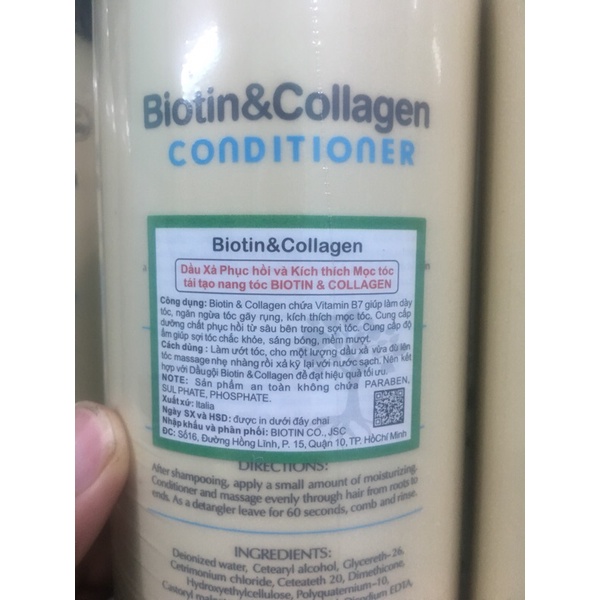 Biotin&Collagen
CONDITIONER
Biotin&Collagen
Dầu Xả Phục hồi và Kích thích Mọc tóc
tái tạo nang tóc BIOTIN & COLLAGEN
Công dụng: Biotin & Collagen chứa Vitamin B7 giúp làm dày
tóc, ngăn ngừa tóc gãy rụng, kích thích mọc tóc. Cung cấp
dưỡng chất phục hồi từ sâu bên trong sợi tóc. Cung cấp độ
ẩm giúp sợi tóc chắc khỏe, sáng bóng, mềm mượt.
Cách dùng: Làm ướt tóc, cho một lượng dầu xả vừa đủ lên
tóc massage nhẹ nhàng rồi xả kỹ lại với nước sạch. Nên kết
hợp với Dầu gội Biotin & Collagen để đạt hiệu quả tối ưu.
NOTE: Sản phẩm an toàn không chứa PARABEN,
SULPHATE, PHOSPHATE.
Xuất xứ: Italia
Ngày SX và HSD: được in dưới đáy chai
Nhập khẩu và phân phối: BIOTIN CO., JSC
ĐC: Số16, Đường Hồng Lĩnh, P. 15, Quận 10, TP. Hồ Chí Minh
DIRECTIONS:
After shampooing, apply a small amount of moisturizing
Conditioner and massage evenly through hair from roots to
ends. As a detangler leave for 60 seconds, comb and rinse.
INGREDIENTS:
Deionized water, Cetearyl alcohol, Glycereth-26,
Cetrimonium chloride, Ceteateth 20, Dimethicone,
Hydroxyethylcellulose, Polyquaternium-10,
Disodium EDTA